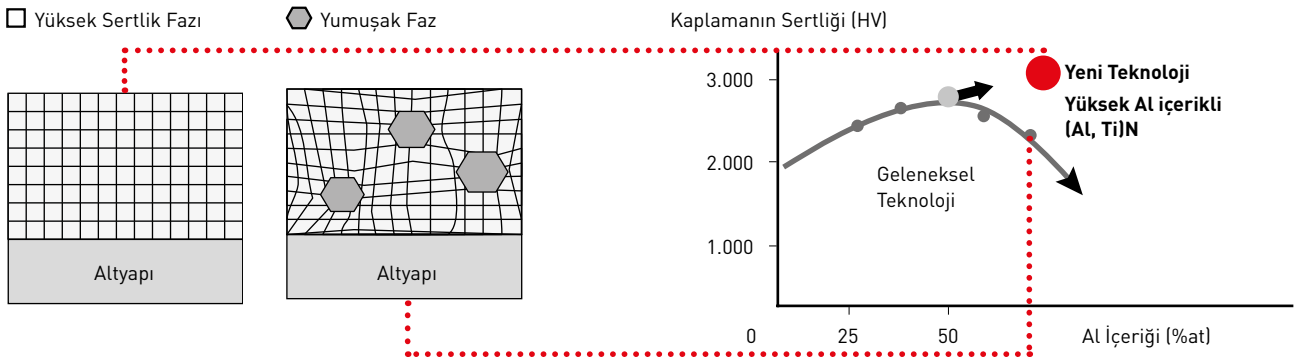 Yüksek Sertlik Fazı
Yumuşak Faz
Altyapı
Altyapı
Kaplamanın Sertliği (HV)
3.000
2.000
1.000
0
25
50
Al İçeriği (%at)
Geleneksel
Teknoloji
Yeni Teknoloji
Yüksek Al içerikli
(Al, Ti)N